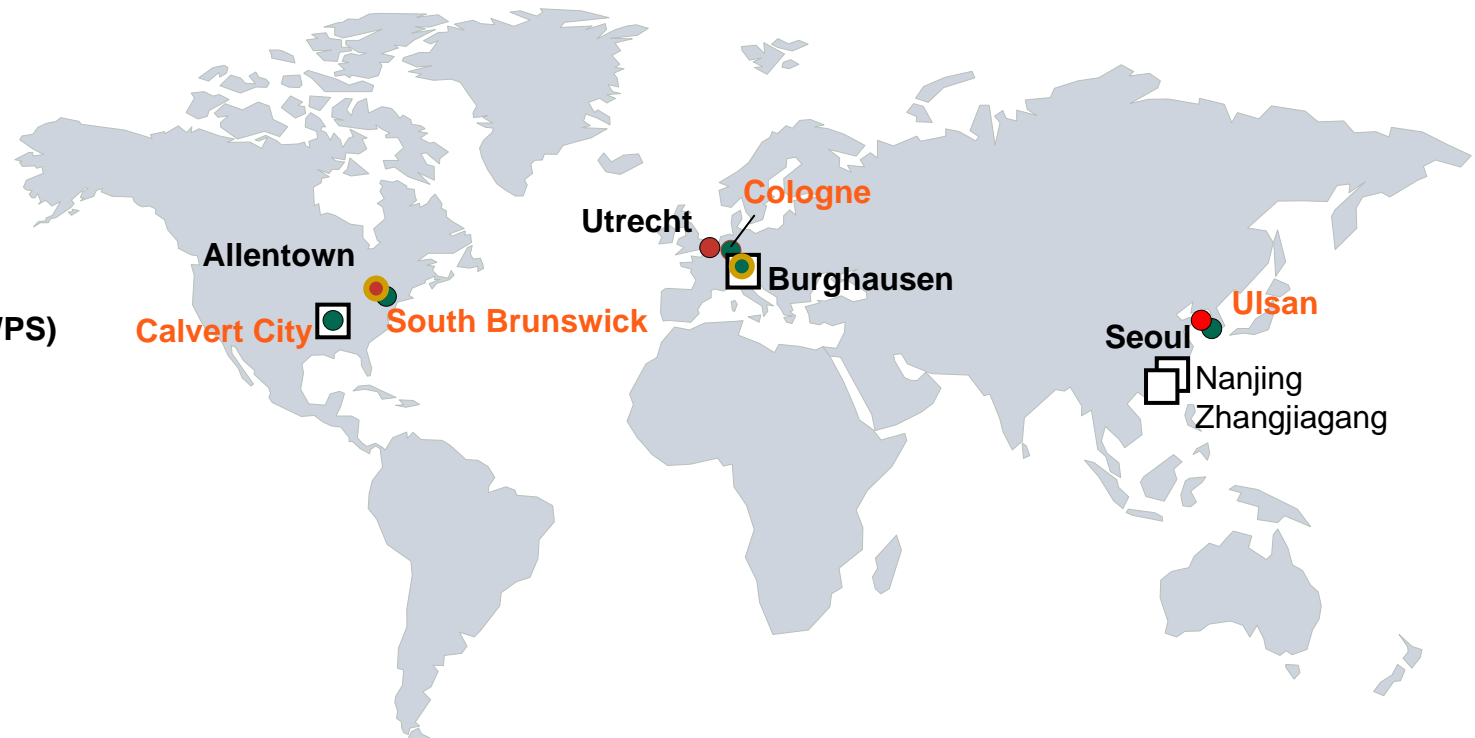 Cologne
Utrecht
Allentown
Burghausen
Calvert City
South Brunswick
Ulsan
Seoul
Nanjing
Zhangjiagang
PS)